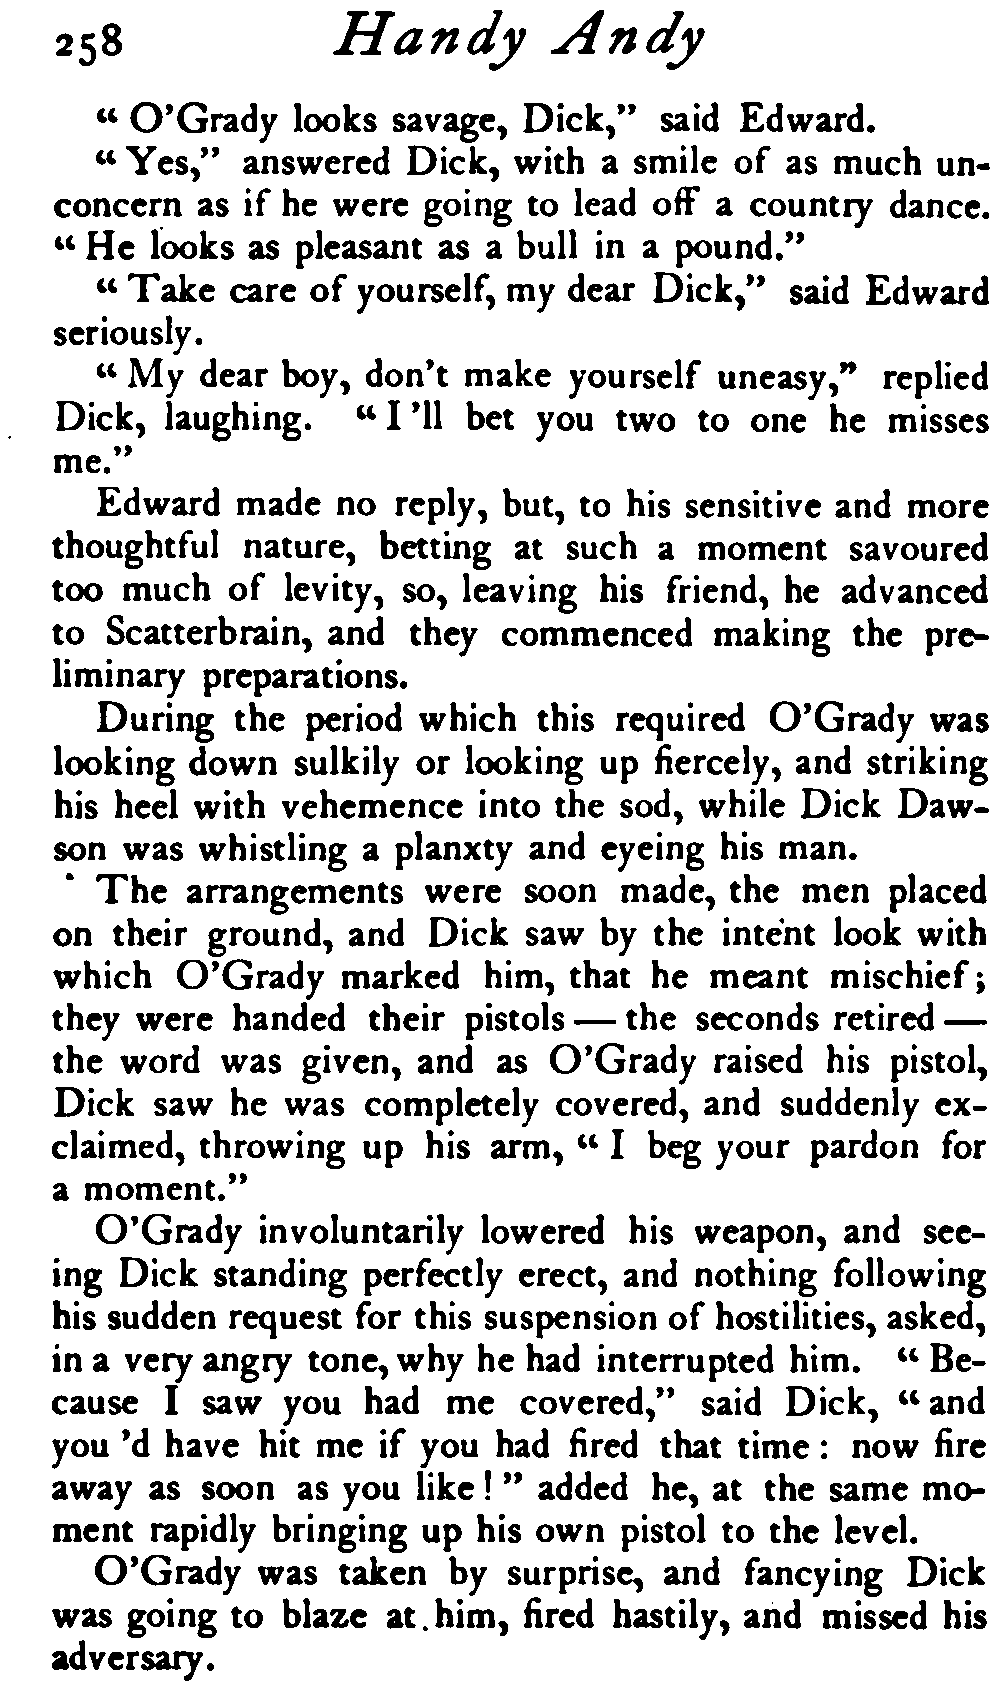 258 Handy Andy
“ O’Grady looks savage, Dick,” said Edward.
“ Yes,” answered Dick, with a smile of as much un-
concern as if he were going to lead off a country dance.
“ He looks as pleasant as a bull in a pound.”
“ Take care of yourself, my dear Dick,” said Edward
seriously.
“ My dear boy, don’t make yourself uneasy,” replied
Dick, laughing. “ I ’ll bet you two to one he misses
me.”
Edward made no reply, but, to his sensitive and more
thoughtful nature, betting at such a moment savoured
too much of levity, so, leaving his friend, he advanced
to Scatterbrain, and they commenced making the pre-
liminary preparations.
During the period which this required O’Grady was
looking down sulkily or looking up fiercely, and striking
his heel with vehemence into the sod, while Dick Daw-
son was whistling a planxty and eyeing his man.
The arrangements were soon made, the men placed
on their ground, and Dick saw by the intent look with
which O’Grady marked him, that he meant mischief;
they were handed their pistols — the seconds retired —
the word was given, and as O’Grady raised his pistol,
Dick saw he was completely covered, and suddenly ex-
claimed, throwing up his arm, “ I beg your pardon for
a moment.”
O’Grady involuntarily lowered his weapon, and see-
ing Dick standing perfectly erect, and nothing following
his sudden request for this suspension of hostilities, asked,
in a very angry tone, why he had interrupted him. “ Be-
cause I saw you had me covered,” said Dick, “ and
you ’d have hit me if you had fired that time : now fire
away as soon as you like ! ” added he, at the same mo-
ment rapidly bringing up his own pistol to the level.
O’Grady was taken by surprise, and fancying Dick
was going to blaze at him, fired hastily, and missed his
adversary.